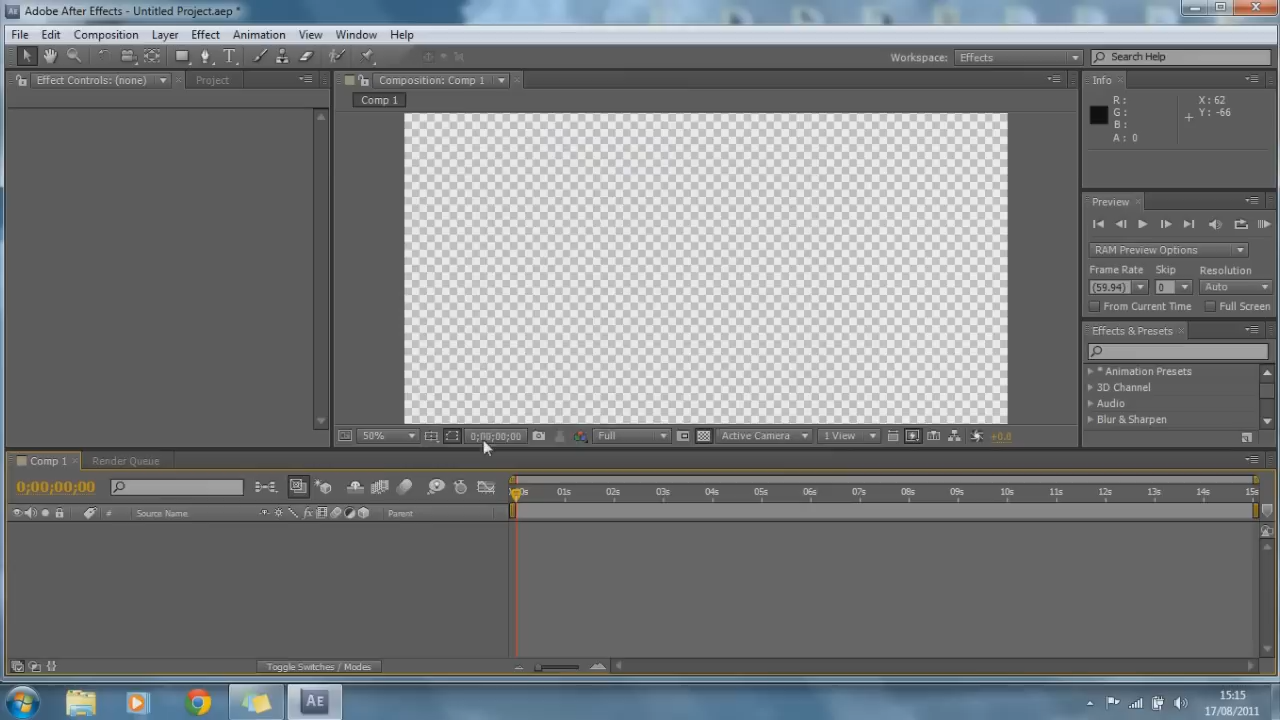 Adobe After Effects - Untitled Project.aep *
File Edit Composition Layer Effect Animation View Window Help
Workspace: Effects Search Help
Effect Controls: (none) Project Composition: Comp 1 Info
Comp 1
R: X: 62
G: Y: -66
B:
A: 0
Preview
RAM Preview Options
Frame Rate Skip Resolution
(59.94) 0 Auto
From Current Time Full Screen
Effects & Presets
* Animation Presets
3D Channel
Audio
Blur & Sharpen
50% 0;00;00;00 Full Active Camera 1 View +0.0
Comp 1 Render Queue
0;00;00;00
01s 02s 03s 04s 05s 06s 07s 08s 09s 10s 11s 12s 13s 14s 15s
# Source Name fx Parent
Toggle Switches / Modes
Ae
15:15
17/08/2011